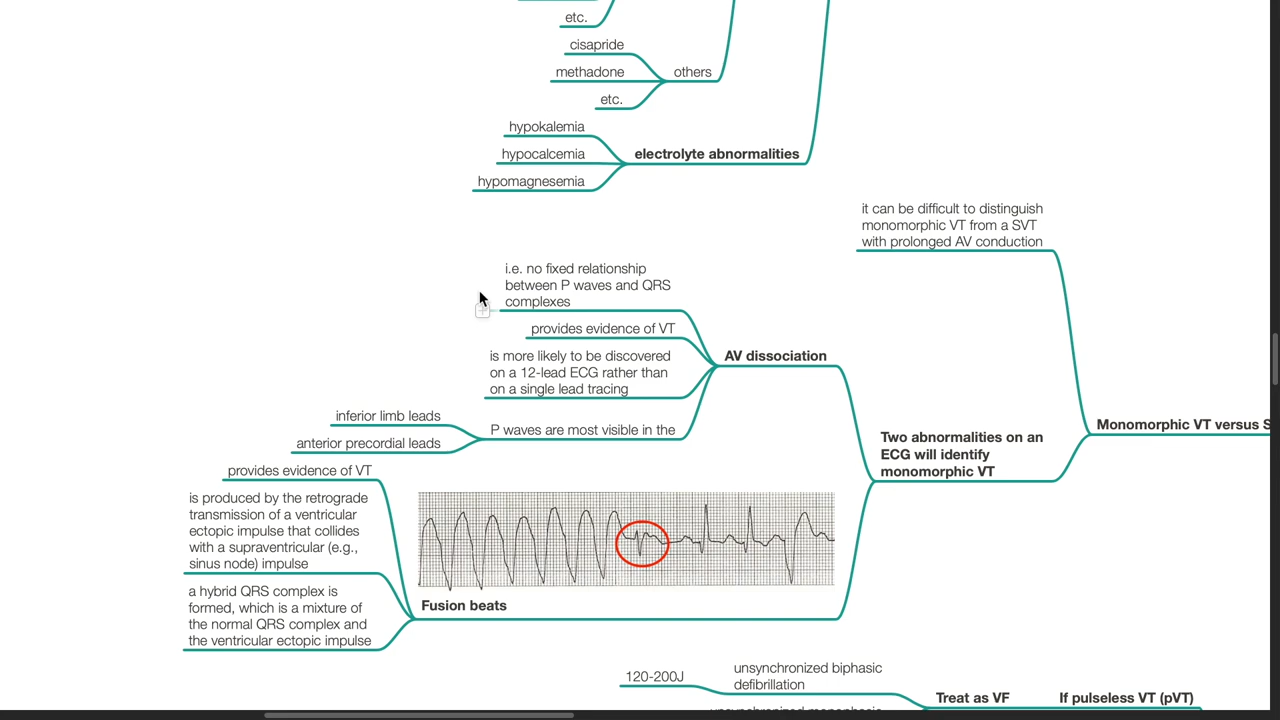 etc.
cisapride
methadone
others
etc.
hypokalemia
hypocalcemia
electrolyte abnormalities
hypomagnesemia
it can be difficult to distinguish
monomorphic VT from a SVT
with prolonged AV conduction
i.e. no fixed relationship
between P waves and QRS
complexes
provides evidence of VT
is more likely to be discovered
on a 12-lead ECG rather than
on a single lead tracing
AV dissociation
inferior limb leads
anterior precordial leads
P waves are most visible in the
Monomorphic VT versus S
Two abnormalities on an
ECG will identify
monomorphic VT
provides evidence of VT
is produced by the retrograde
transmission of a ventricular
ectopic impulse that collides
with a supraventricular (e.g.,
sinus node) impulse
a hybrid QRS complex is
formed, which is a mixture of
the normal QRS complex and
the ventricular ectopic impulse
Fusion beats
120-200J
unsynchronized biphasic
defibrillation
Treat as VF
If pulseless VT (pVT)